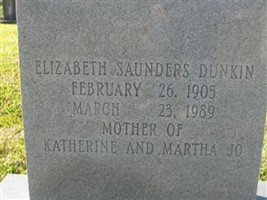 ELIZABETH SAUNDERS DUNKIN
FEBRUARY 26, 1905
MARCH 23, 1989
MOTHER OF
KATHERINE AND MARTHA JO